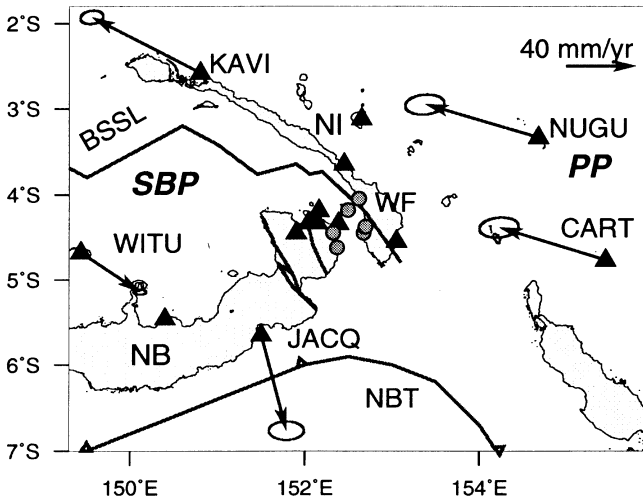 2°S
KAVI
40 mm/yr
3°S
BSSL
NI
NUGU
PP
SBP
4°S
WF
CART
WITU
5°S
JACQ
NB
6°S
NBT
7°S
150°E
152°E
154°E